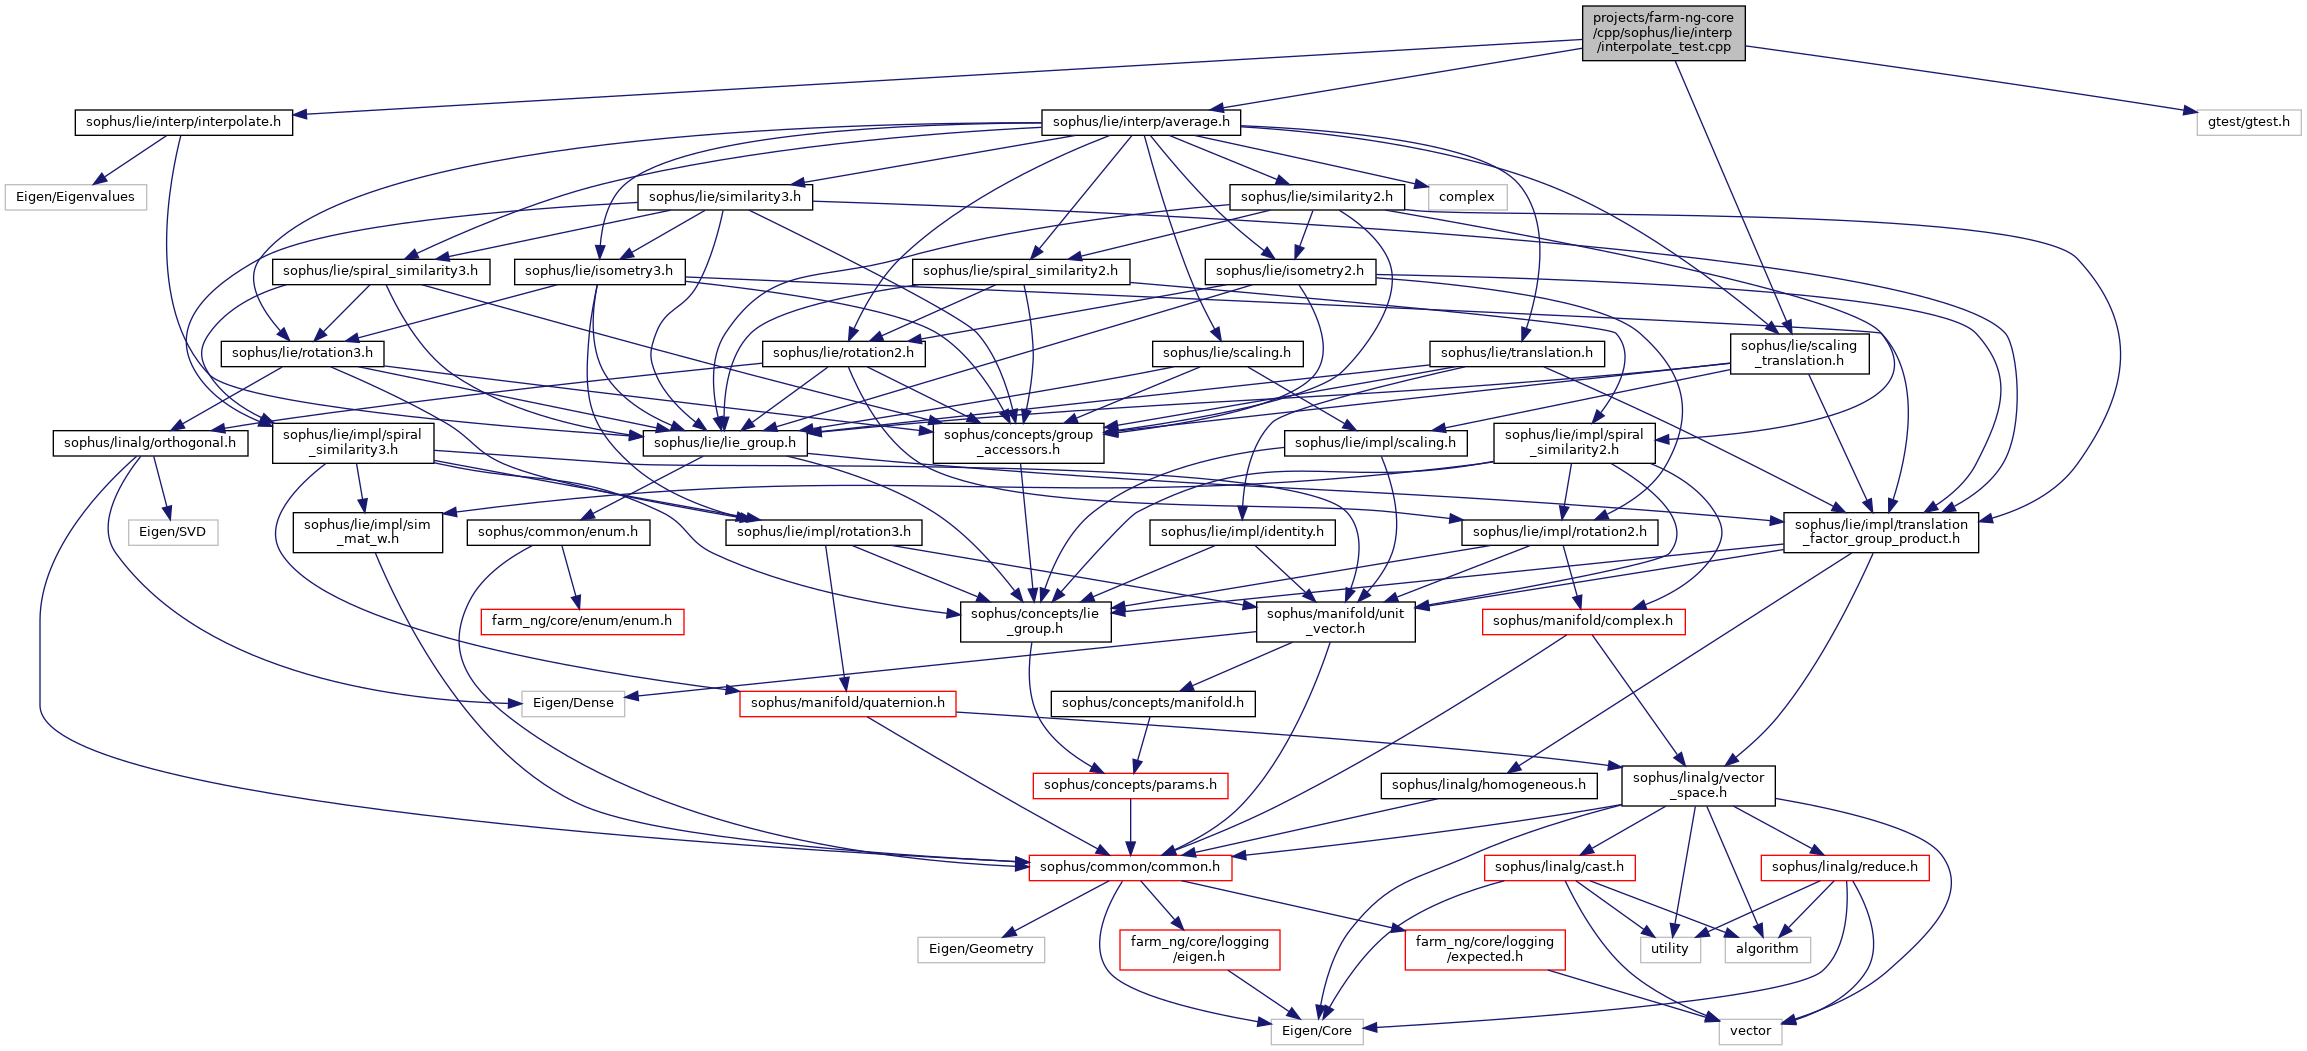 projects/farm-ng-core
/cpp/sophus/lie/interp
/interpolate_test.cpp
sophus/lie/interp/interpolate.h
sophus/lie/interp/average.h
gtest/gtest.h
Eigen/Eigenvalues
sophus/lie/similarity3.h
sophus/lie/similarity2.h
complex
sophus/lie/spiral_similarity3.h
sophus/lie/isometry3.h
sophus/lie/spiral_similarity2.h
sophus/lie/isometry2.h
sophus/lie/rotation3.h
sophus/lie/rotation2.h
sophus/lie/scaling.h
sophus/lie/translation.h
sophus/lie/scaling
_translation.h
sophus/linalg/orthogonal.h
sophus/lie/impl/spiral
_similarity3.h
sophus/lie/lie_group.h
sophus/concepts/group
_accessors.h
sophus/lie/impl/scaling.h
sophus/lie/impl/spiral
_similarity2.h
Eigen/SVD
sophus/lie/impl/sim
_mat_w.h
sophus/common/enum.h
sophus/lie/impl/rotation3.h
sophus/lie/impl/identity.h
sophus/lie/impl/rotation2.h
sophus/lie/impl/translation
_factor_group_product.h
farm_ng/core/enum/enum.h
sophus/concepts/lie
_group.h
sophus/manifold/unit
_vector.h
sophus/manifold/complex.h
Eigen/Dense
sophus/manifold/quaternion.h
sophus/concepts/manifold.h
sophus/concepts/params.h
sophus/linalg/homogeneous.h
sophus/linalg/vector
_space.h
sophus/common/common.h
sophus/linalg/cast.h
sophus/linalg/reduce.h
Eigen/Geometry
farm_ng/core/logging
/eigen.h
farm_ng/core/logging
/expected.h
utility
algorithm
Eigen/Core
vector